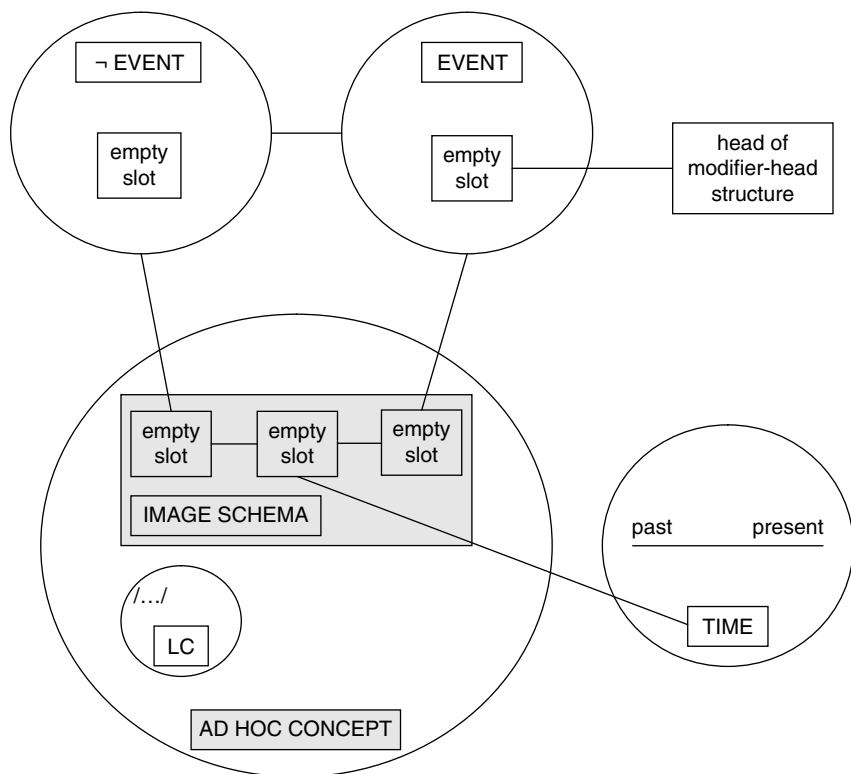 ¬ EVENT
EVENT
empty
slot
empty
slot
head of
modifier-head
structure
empty
slot
empty
slot
empty
slot
IMAGE SCHEMA
past present
/…/
LC
TIME
AD HOC CONCEPT